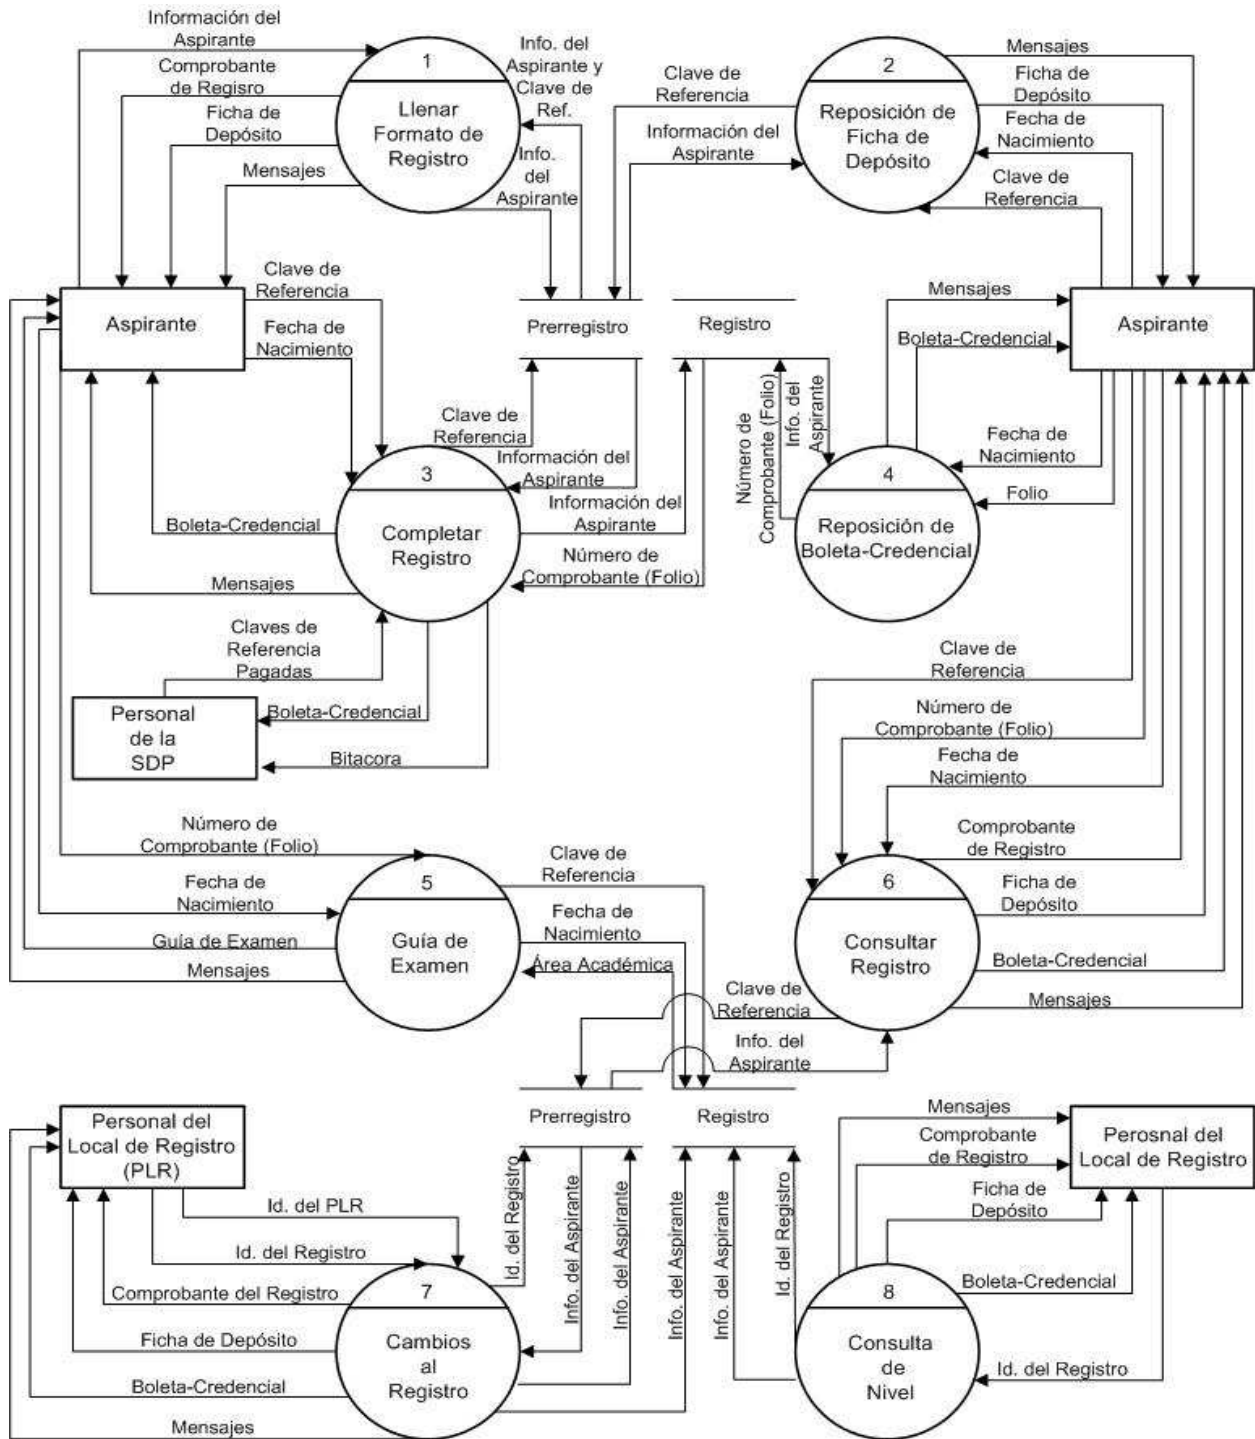 Información del
Aspirante
Comprobante
de Regisro
Ficha de
Depósito
Mensajes
1
Llenar
Formato de
Registro
Info. del
Aspirante y
Clave de
Ref.
Info.
del
Aspirante
Clave de
Referencia
Información del
Aspirante
2
Reposición de
Ficha de
Depósito
Mensajes
Ficha de
Depósito
Fecha de
Nacimiento
Clave de
Referencia
Aspirante
Clave de
Referencia
Fecha de
Nacimiento
Prerregistro
Registro
Mensajes
Boleta-Credencial
Aspirante
Clave de
Referencia
Información del
Aspirante
Información del
Aspirante
Número de
Comprobante (Folio)
Número de
Comprobante (Folio)
Info. del
Aspirante
3
Completar
Registro
Boleta-Credencial
Mensajes
4
Reposición de
Boleta-Credencial
Fecha de
Nacimiento
Folio
Claves de
Referencia
Pagadas
Personal
de la
SDP
Boleta-Credencial
Bitacora
Clave de
Referencia
Número de
Comprobante (Folio)
Fecha de
Nacimiento
Comprobante
de Registro
Ficha de
Depósito
Boleta-Credencial
Mensajes
Número de
Comprobante (Folio)
Fecha de
Nacimiento
Guía de Examen
Mensajes
5
Guía de
Examen
Clave de
Referencia
Fecha de
Nacimiento
Área Académica
6
Consultar
Registro
Clave de
Referencia
Info. del
Aspirante
Prerregistro
Registro
Personal del
Local de Registro
(PLR)
Id. del PLR
Id. del Registro
Comprobante del Registro
Ficha de Depósito
Boleta-Credencial
Mensajes
7
Cambios
al
Registro
Id. del Registro
Info. del Aspirante
Info. del Aspirante
Info. del Aspirante
Info. del Aspirante
Id. del Registro
Mensajes
Comprobante
de Registro
Ficha de
Depósito
Boleta-Credencial
Id. del Registro
8
Consulta
de
Nivel
Perosnal del
Local de Registro